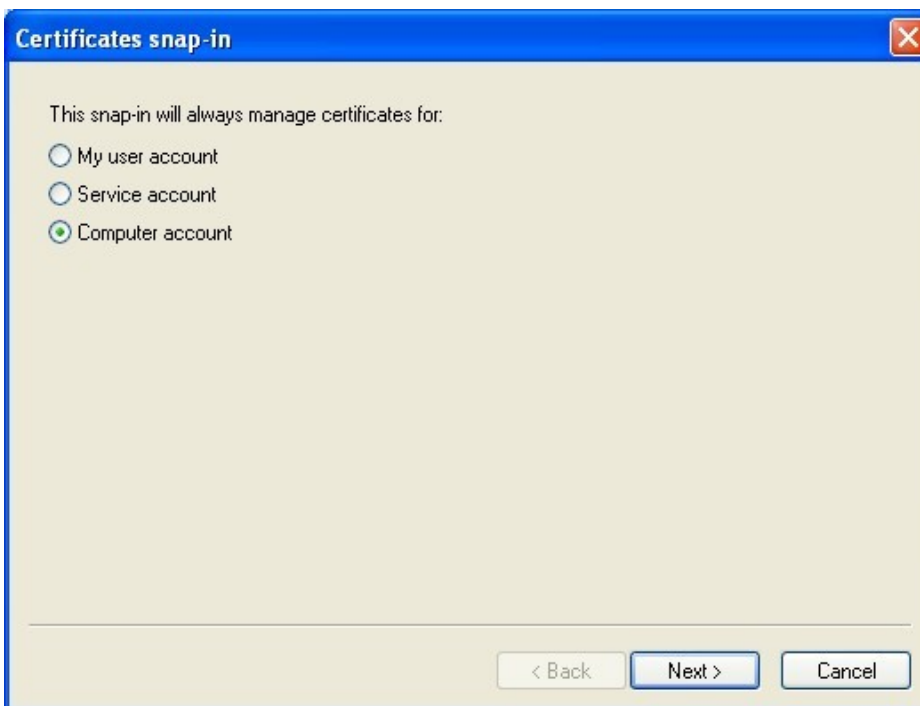 Certificates snap-in
This snap-in will always manage certificates for:
My user account
Service account
Computer account
< Back Next > Cancel